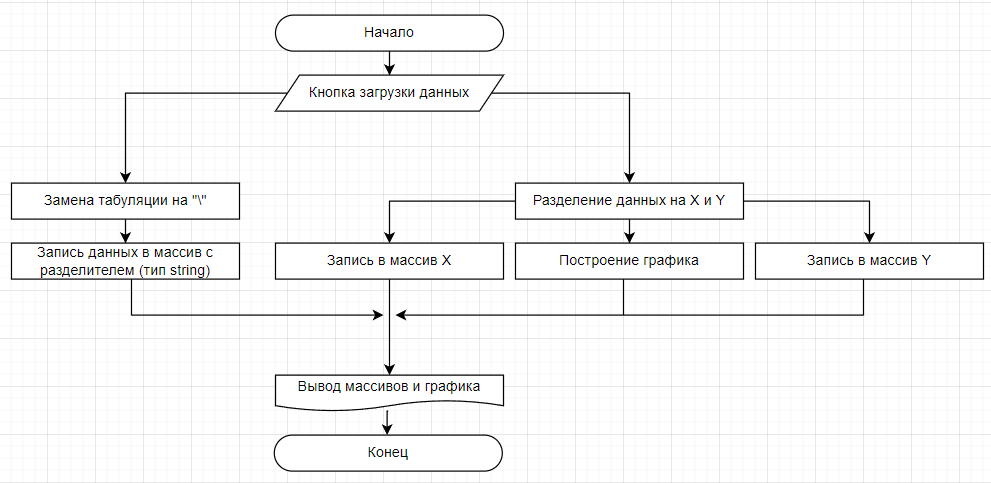 Начало
Кнопка загрузки данных
Замена табуляции на "\"
Разделение данных на X и Y
Запись данных в массив с
разделителем (тип string)
Запись в массив X
Построение графика
Запись в массив Y
Вывод массивов и графика
Конец